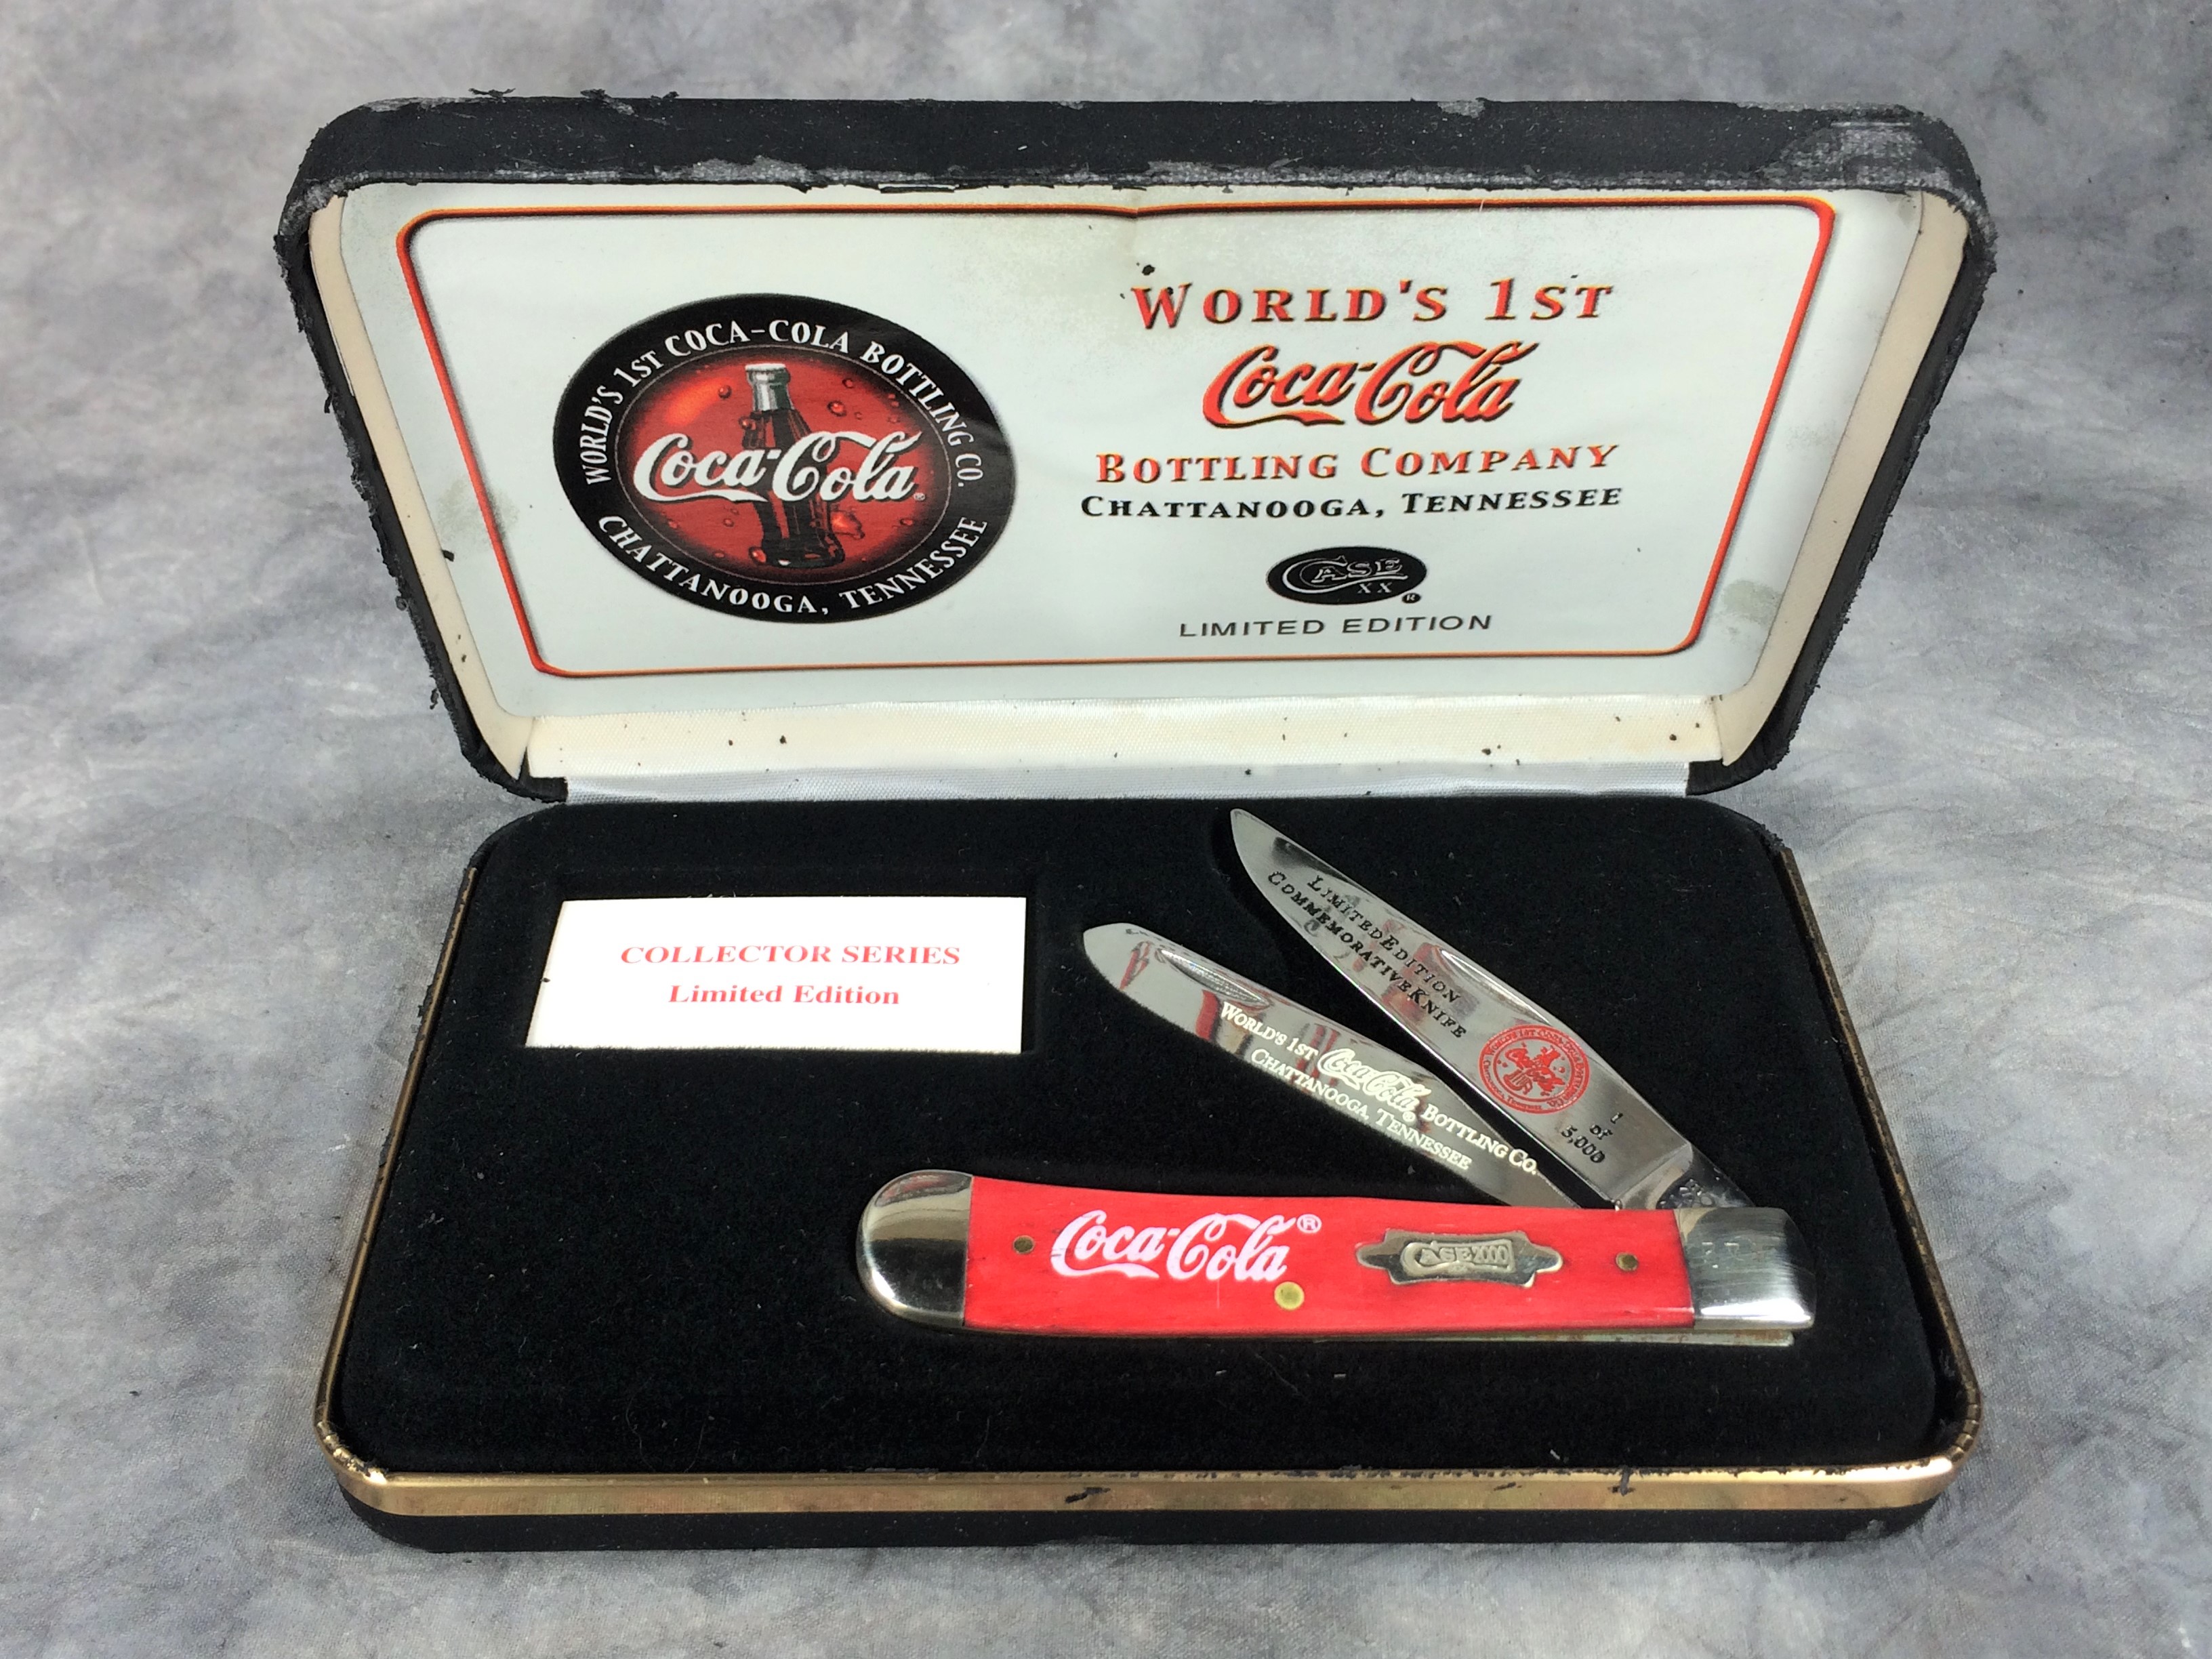 WORLD'S 1ST COCA-COLA BOTTLING CO.
Coca-Cola®
CHATTANOOGA, TENNESSEE
WORLD'S 1ST
Coca-Cola
BOTTLING COMPANY
CHATTANOOGA, TENNESSEE
CASE
XX®
LIMITED EDITION
COLLECTOR SERIES
Limited Edition
LIMITED EDITION
COMMEMORATIVE KNIFE
1
of
5,000
WORLD'S 1ST Coca-Cola BOTTLING CO.
CHATTANOOGA, TENNESSEE
Coca-Cola®
CASE 2000